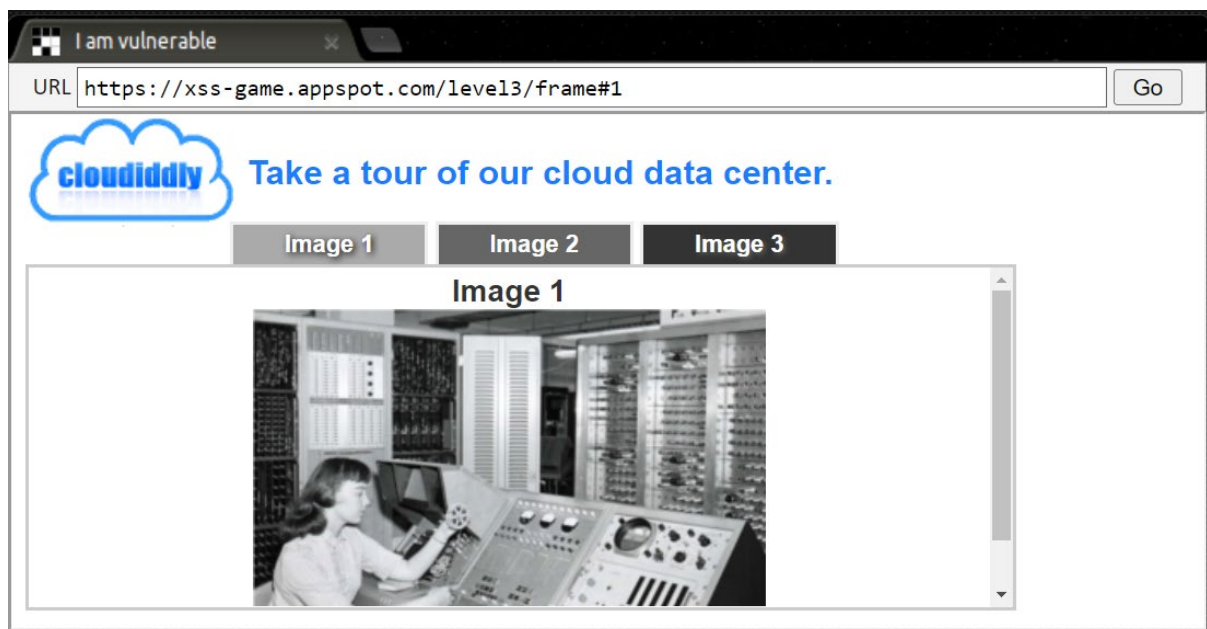 I am vulnerable
URL https://xss-game.appspot.com/level3/frame#1 Go
cloudiddly
Take a tour of our cloud data center.
Image 1 Image 2 Image 3
Image 1